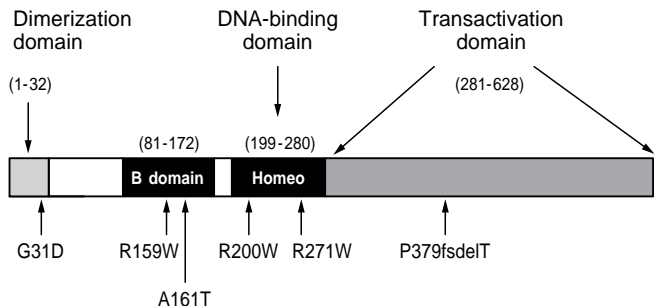 Dimerization domain
DNA-binding domain
Transactivation domain
(1-32)
(281-628)
(81-172)
(199-280)
B domain
Homeo
G31D
R159W
R200W
R271W
P379fsdelT
A161T